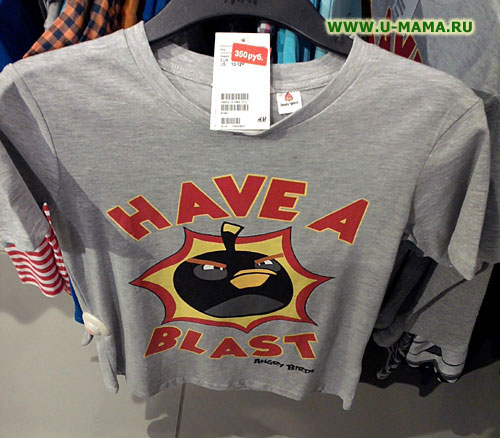 WWW.U-MAMA.RU
350руб.
H&M
HAVE A
BLAST
ANGRY BIRDS